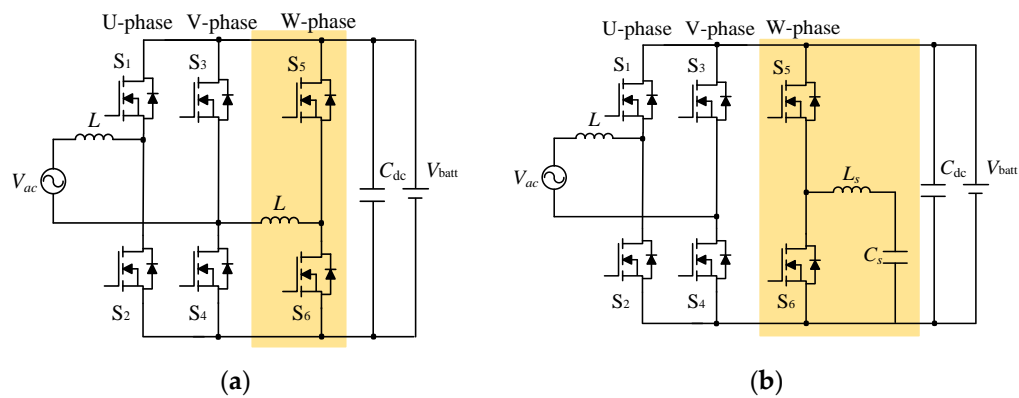 U-phase V-phase W-phase
S1 S3 S5
L
Vac
Cdc Vbatt
L
S2 S4 S6
(a)
U-phase V-phase W-phase
S1 S3 S5
L
Vac
Ls Cdc Vbatt
Cs
S2 S4 S6
(b)